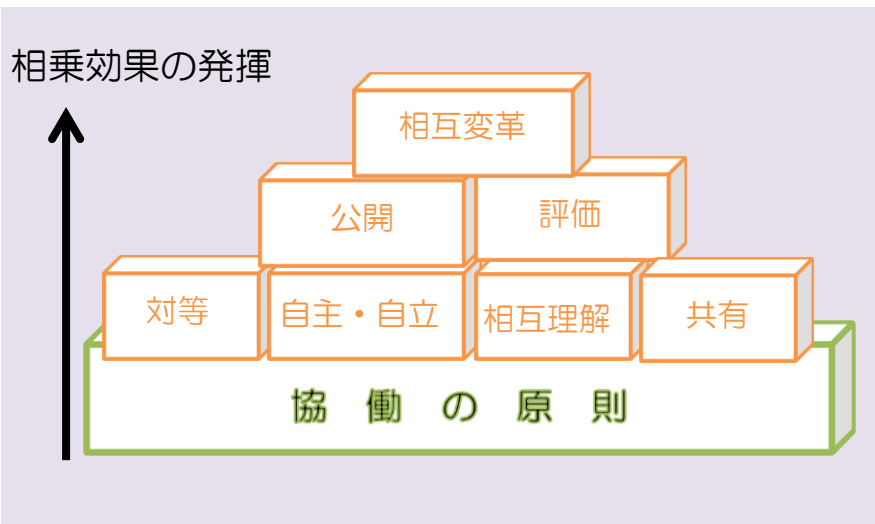 相乗効果の発揮
相互変革
公開
評価
対等
自主・自立
相互理解
共有
協働の原則